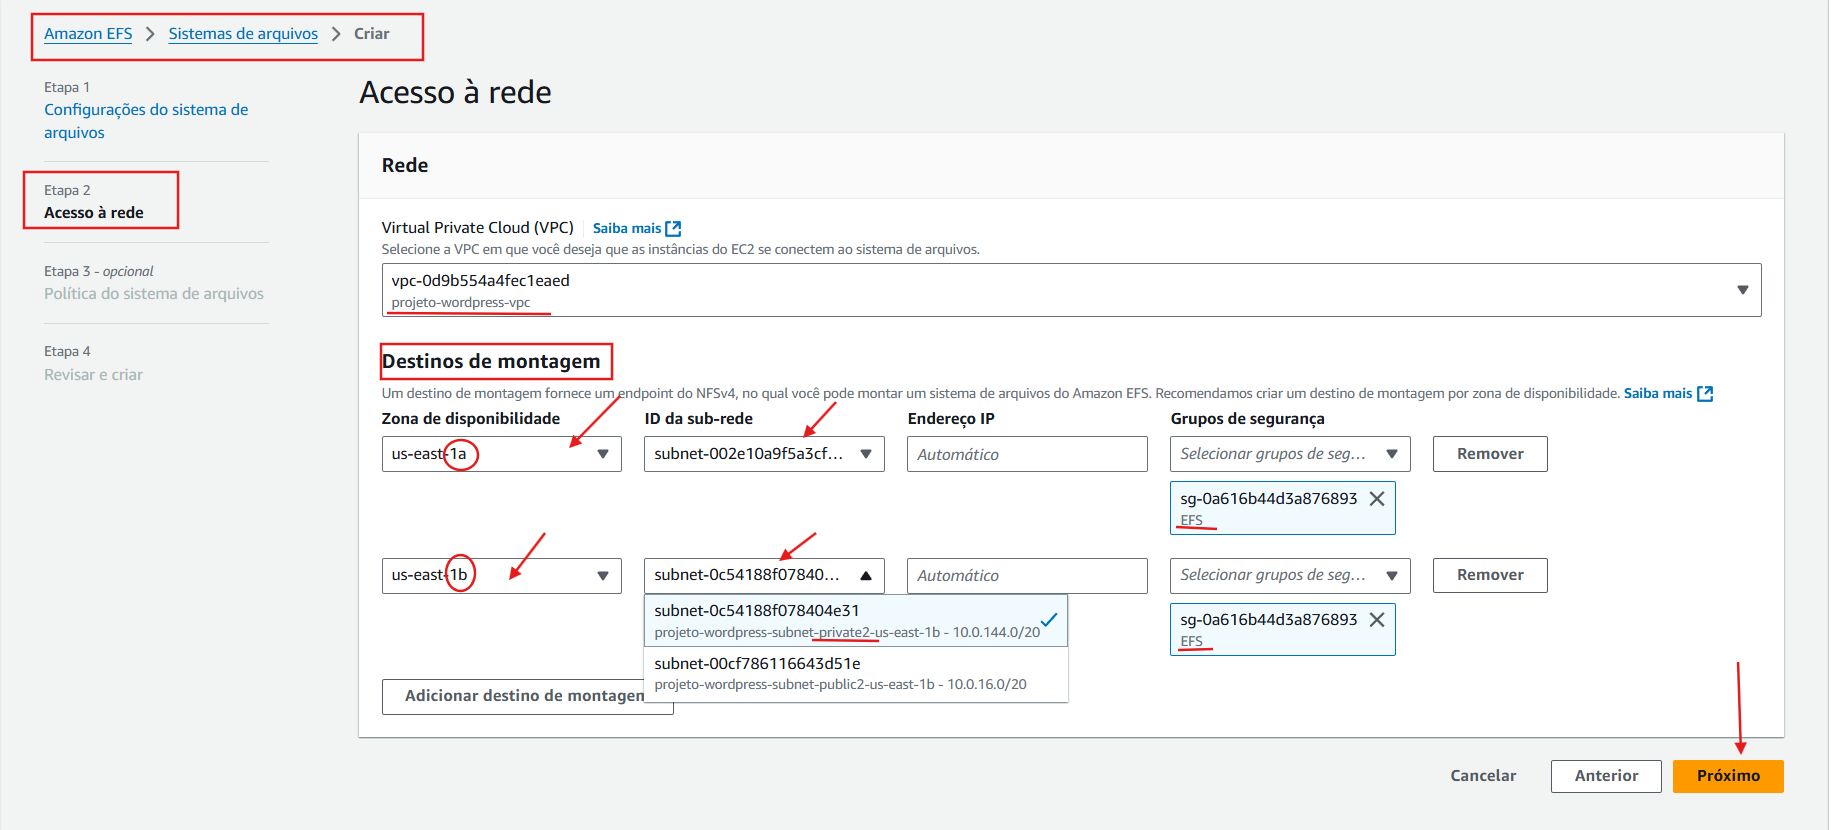 Amazon EFS > Sistemas de arquivos > Criar
Etapa 1
Configurações do sistema de
arquivos
Etapa 2
Acesso à rede
Etapa 3 - opcional
Política do sistema de arquivos
Etapa 4
Revisar e criar
Acesso à rede
Rede
Virtual Private Cloud (VPC) Saiba mais
Selecione a VPC em que você deseja que as instâncias do EC2 se conectem ao sistema de arquivos.
vpc-0d9b554a4fec1eaed
projeto-wordpress-vpc
Destinos de montagem
Um destino de montagem fornece um endpoint do NFSv4, no qual você pode montar um sistema de arquivos do Amazon EFS. Recomendamos criar um destino de montagem por zona de disponibilidade. Saiba mais
Zona de disponibilidade ID da sub-rede Endereço IP Grupos de segurança
us-east-1a subnet-002e10a9f5a3cf... Automático Selecionar grupos de seg... Remover
sg-0a616b44d3a876893
EFS
us-east-1b subnet-0c54188f07840... Automático Selecionar grupos de seg... Remover
subnet-0c54188f078404e31
projeto-wordpress-subnet-private2-us-east-1b - 10.0.144.0/20
sg-0a616b44d3a876893
EFS
subnet-00cf786116643d51e
projeto-wordpress-subnet-public2-us-east-1b - 10.0.16.0/20
Adicionar destino de montagen
Cancelar Anterior Próximo